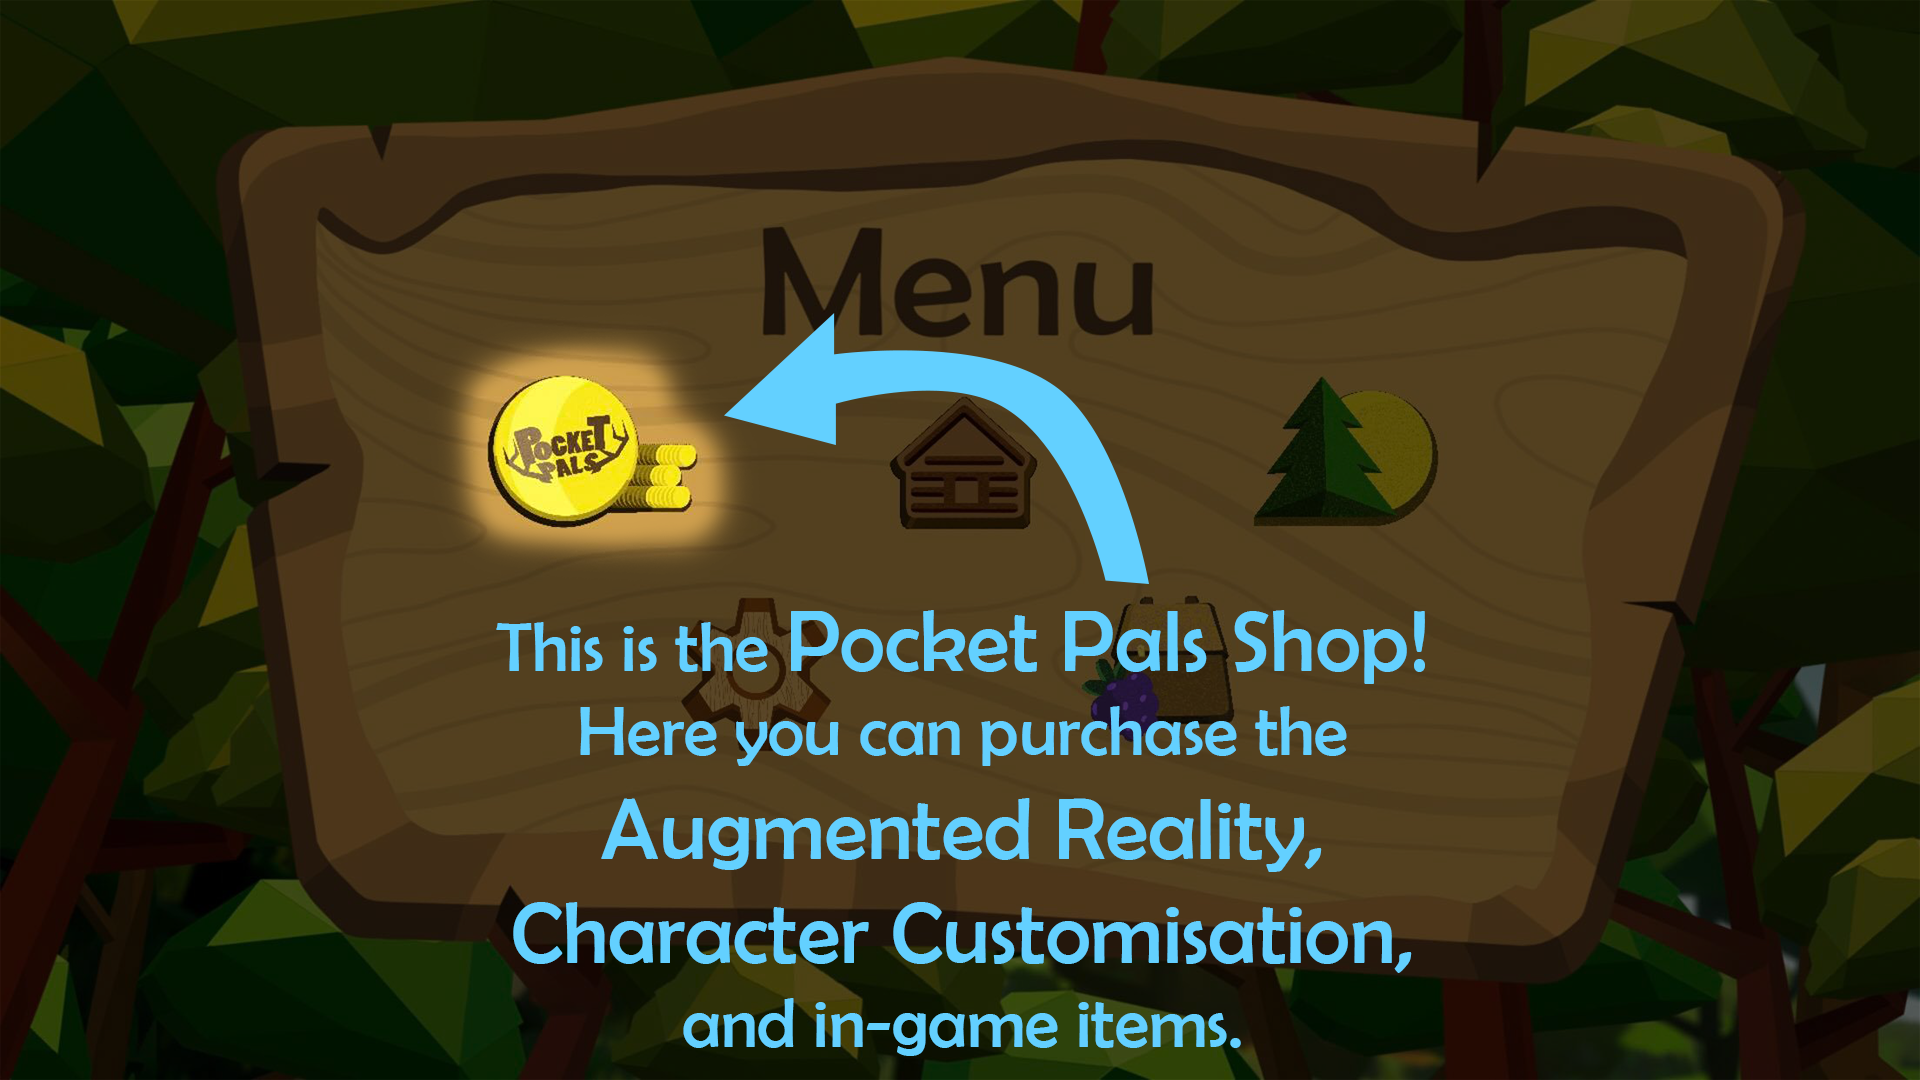 Menu
POCKET
PALS
This is the Pocket Pals Shop!
Here you can purchase the
Augmented Reality,
Character Customisation,
and in-game items.